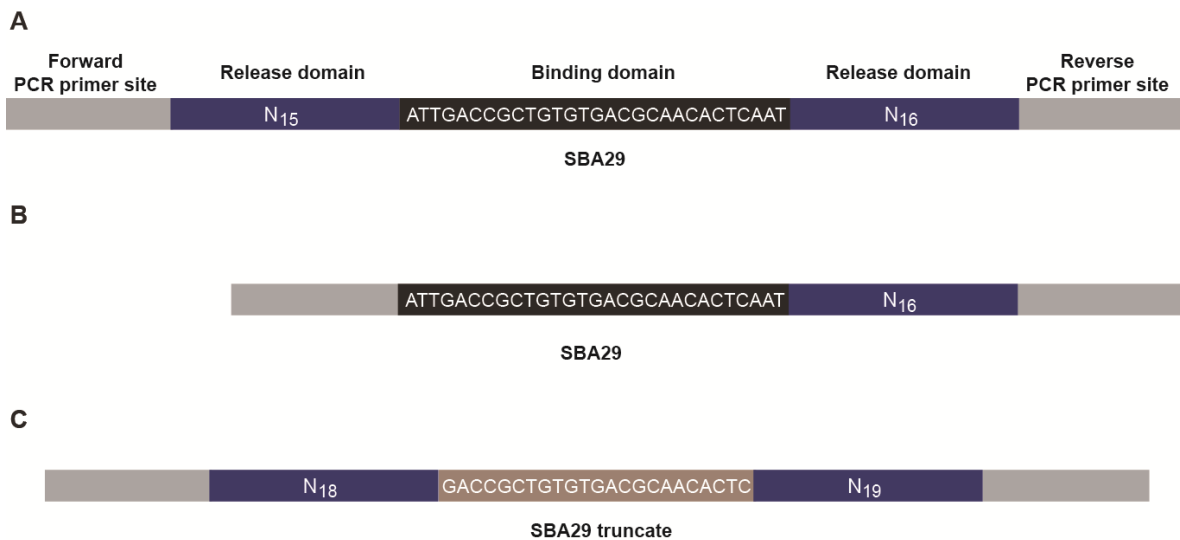 A
Forward
PCR primer site
Release domain
Binding domain
Release domain
Reverse
PCR primer site
N15
ATTGACCGCTGTGTGACGCAACACTCAAT
N16
SBA29
B
ATTGACCGCTGTGTGACGCAACACTCAAT
N16
SBA29
C
N18
GACCGCTGTGTGACGCAACACTC
N19
SBA29 truncate